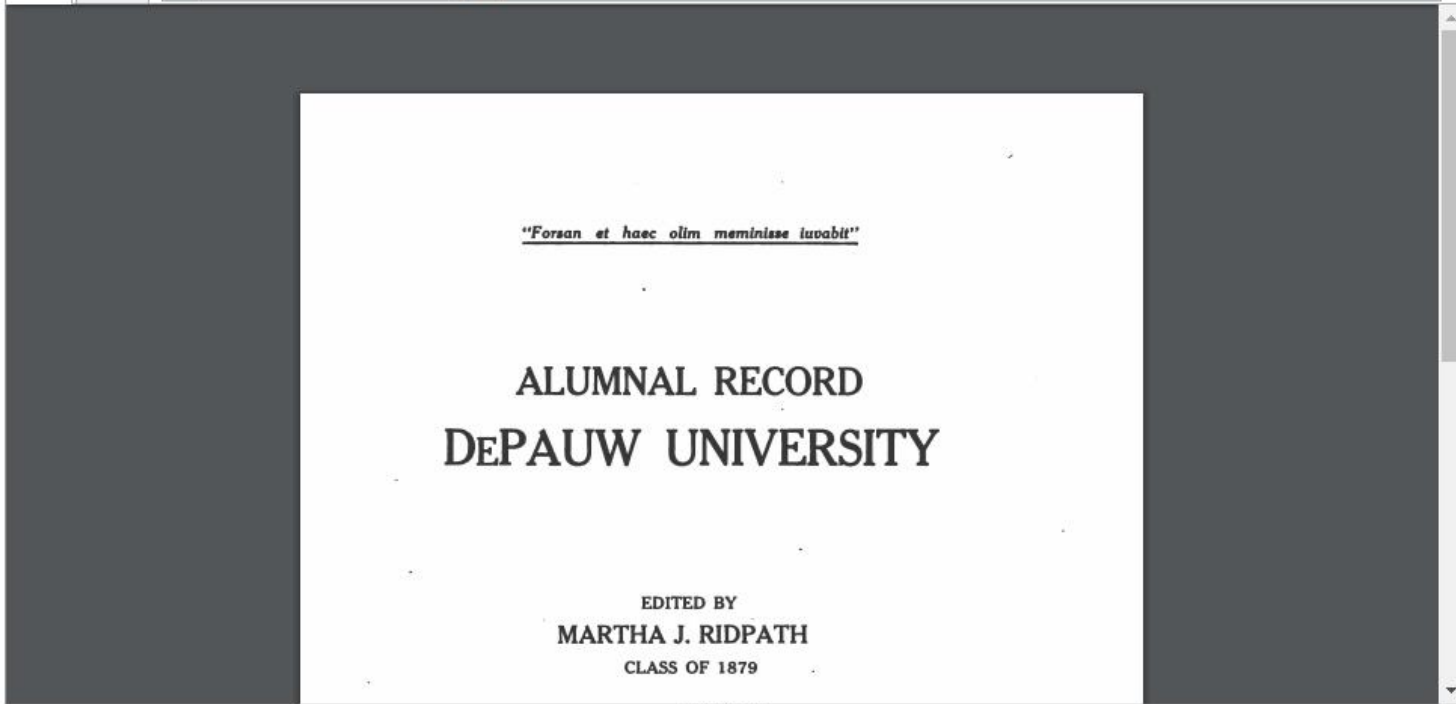 "Forsan et haec olim meminisse iuvabit"
ALUMNAL RECORD
DEPAUW UNIVERSITY
EDITED BY
MARTHA J. RIDPATH
CLASS OF 1879